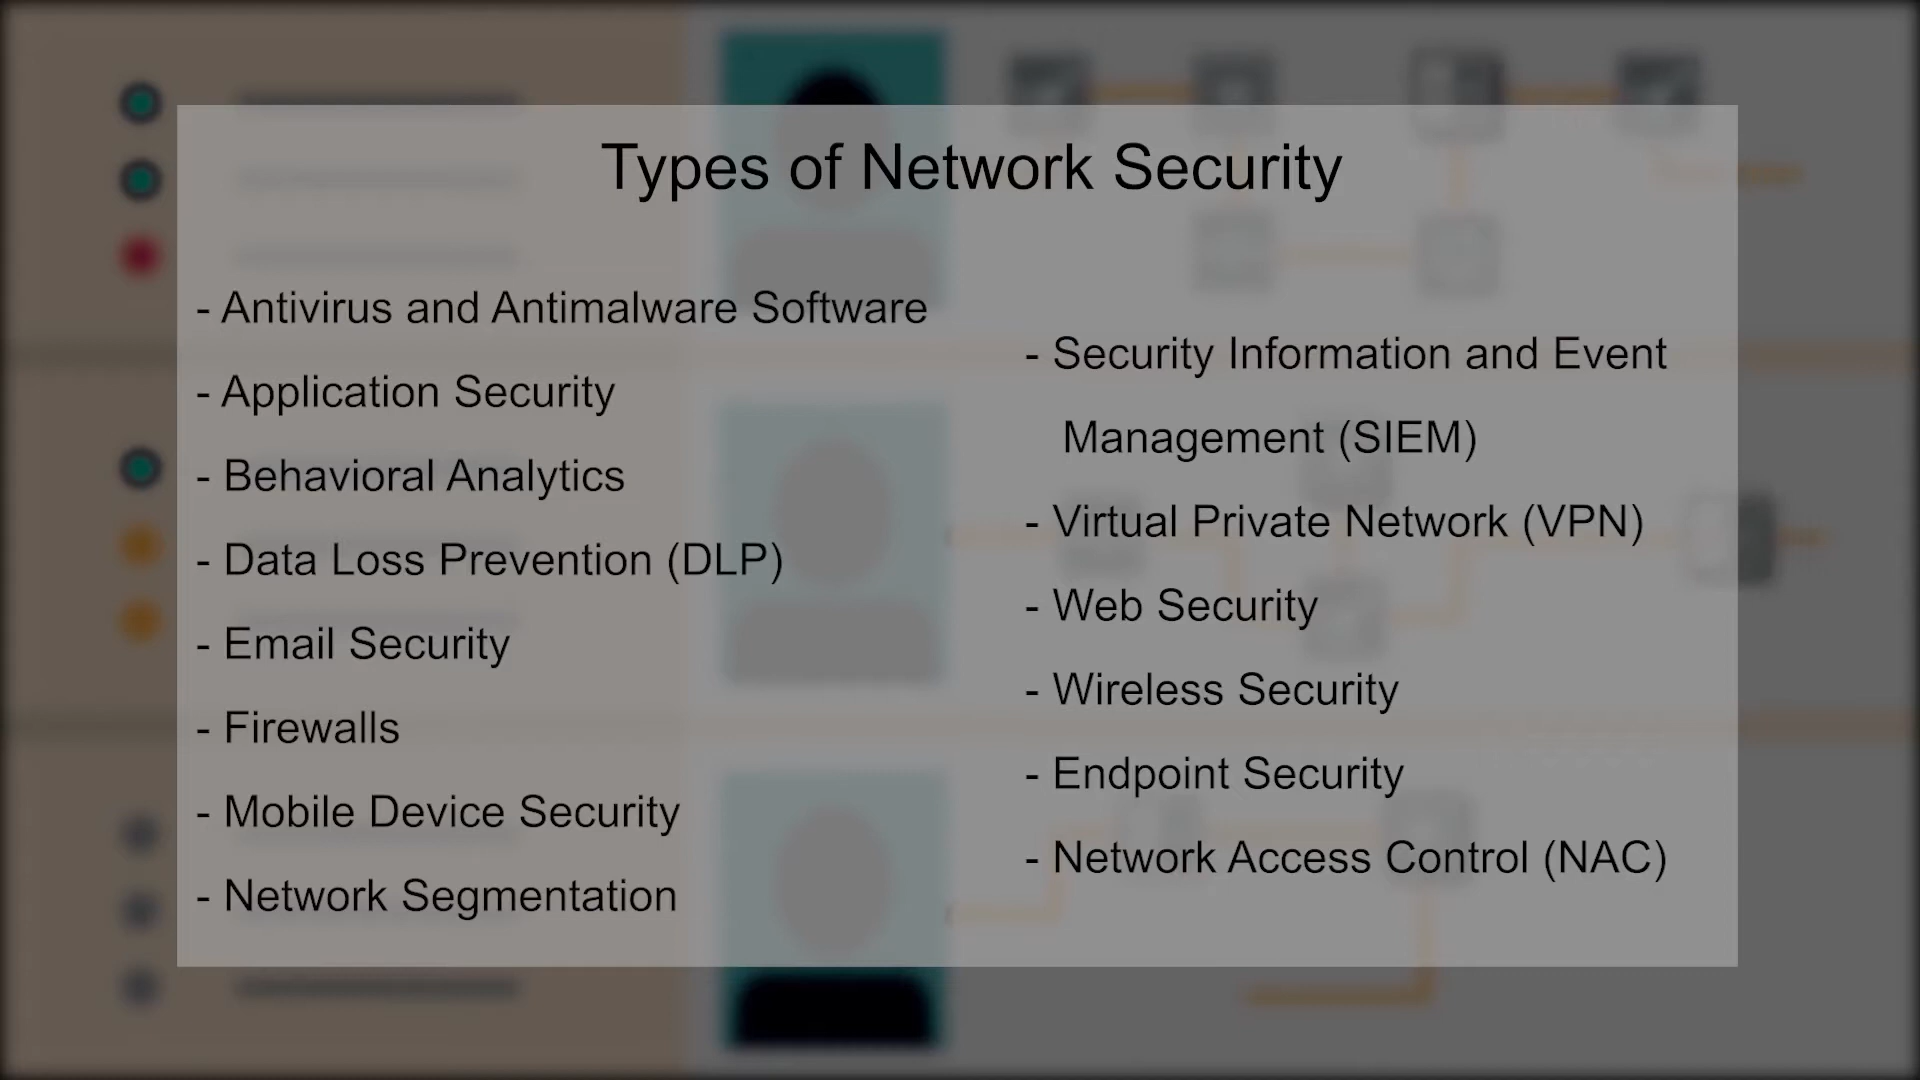 Types of Network Security
- Antivirus and Antimalware Software
- Application Security
- Behavioral Analytics
- Data Loss Prevention (DLP)
- Email Security
- Firewalls
- Mobile Device Security
- Network Segmentation
- Security Information and Event
Management (SIEM)
- Virtual Private Network (VPN)
- Web Security
- Wireless Security
- Endpoint Security
- Network Access Control (NAC)